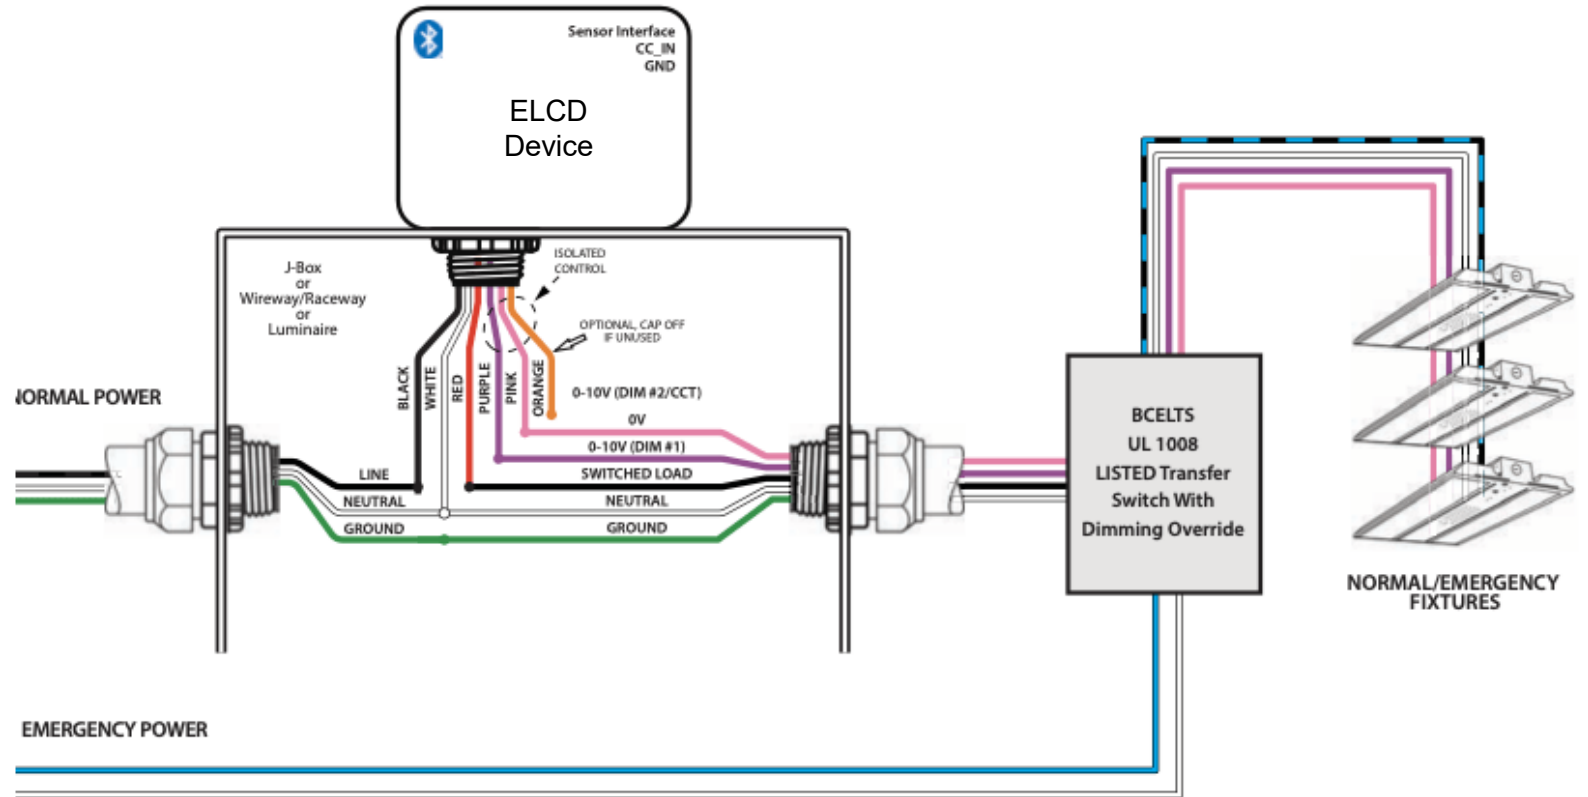 Sensor Interface
CC_IN
GND
ELCD
Device
J-Box
or
Wireway/Raceway
or
Luminaire
ISOLATED
CONTROL
OPTIONAL, CAP OFF
IF UNUSED
BLACK
WHITE
RED
PURPLE
PINK
ORANGE
0-10V (DIM #2/CCT)
0V
0-10V (DIM #1)
SWITCHED LOAD
NEUTRAL
GROUND
LINE
NEUTRAL
GROUND
NORMAL POWER
BCELTS
UL 1008
LISTED Transfer
Switch With
Dimming Override
NORMAL/EMERGENCY
FIXTURES
EMERGENCY POWER